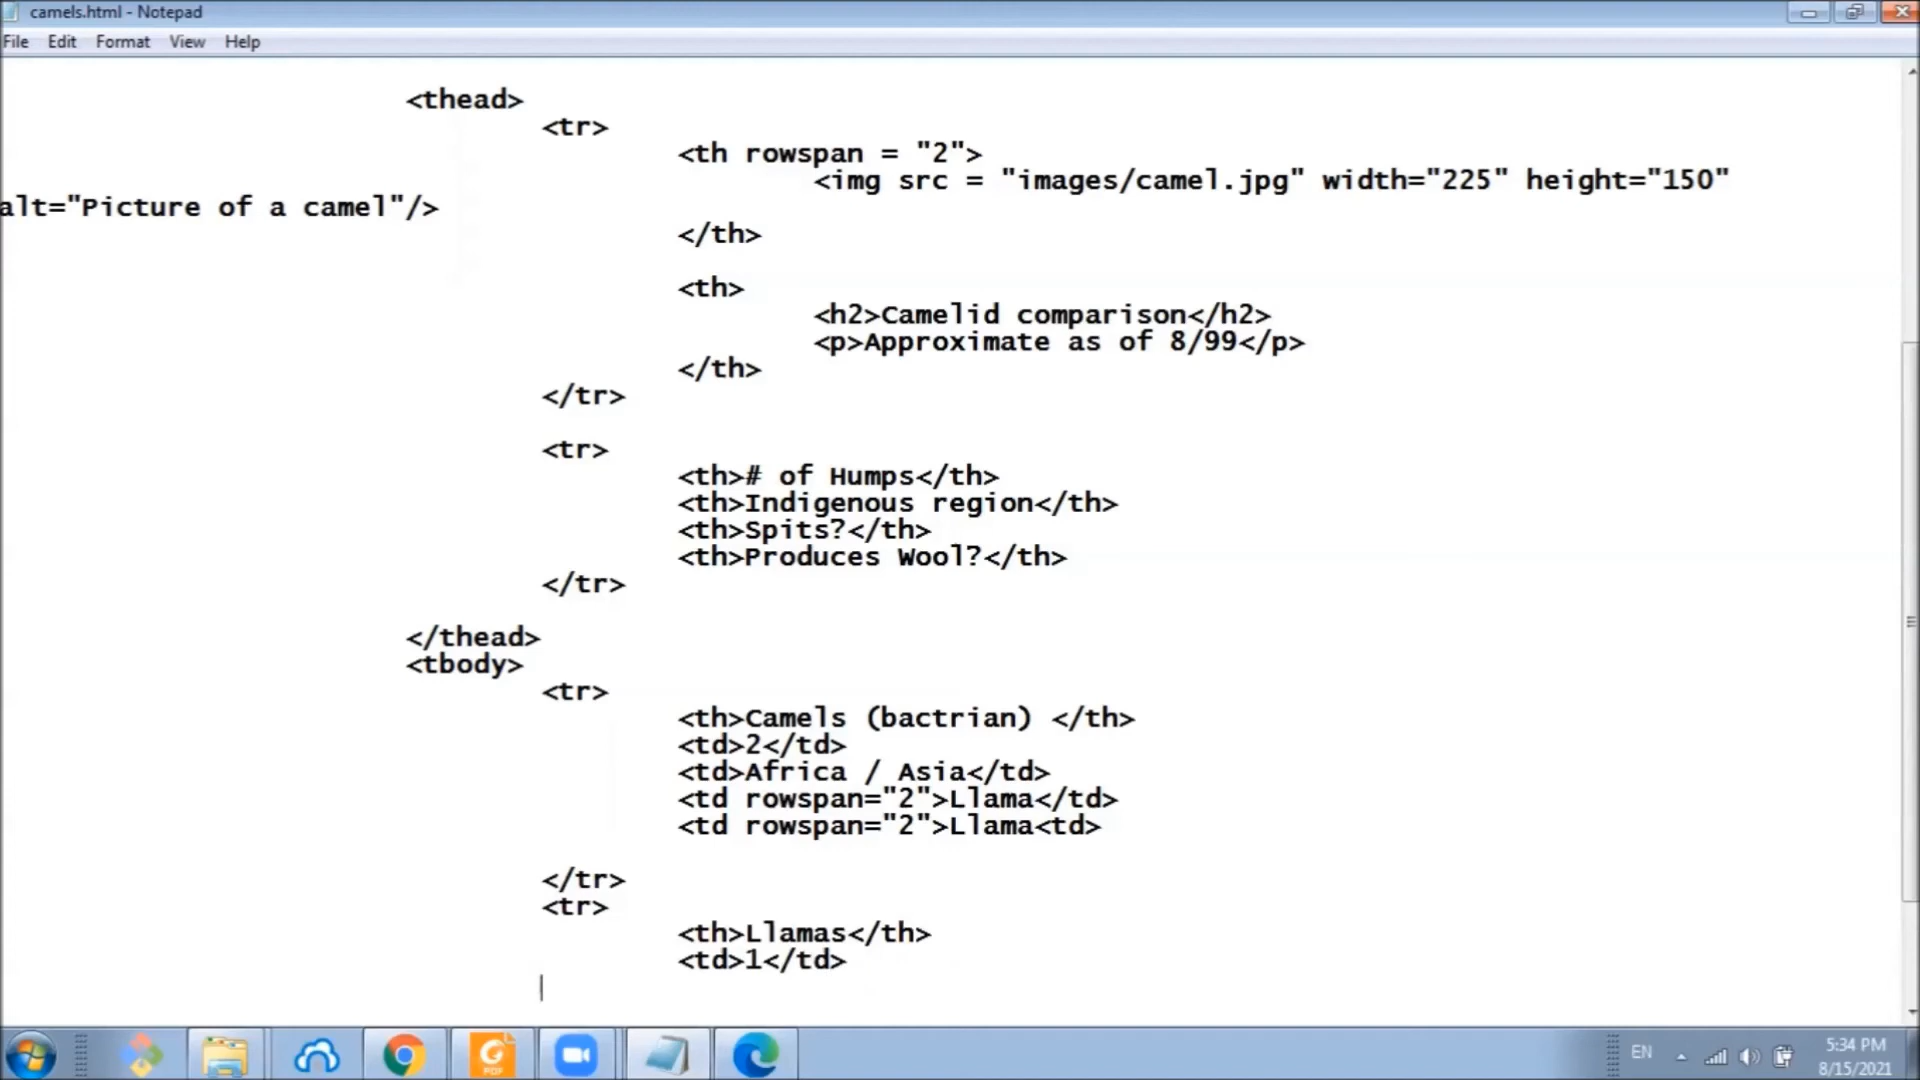 camels.html - Notepad
File Edit Format View Help
<thead>
<tr>
<th rowspan = "2">
<img src = "images/camel.jpg" width="225" height="150"
alt="Picture of a camel"/>
</th>
<th>
<h2>Camelid comparison</h2>
<p>Approximate as of 8/99</p>
</th>
</tr>
<tr>
<th># of Humps</th>
<th>Indigenous region</th>
<th>Spits?</th>
<th>Produces Wool?</th>
</tr>
</thead>
<tbody>
<tr>
<th>Camels (bactrian) </th>
<td>2</td>
<td>Africa / Asia</td>
<td rowspan="2">Llama</td>
<td rowspan="2">Llama<td>
</tr>
<tr>
<th>Llamas</th>
<td>1</td>
PDF
EN
5:34 PM
8/15/2021